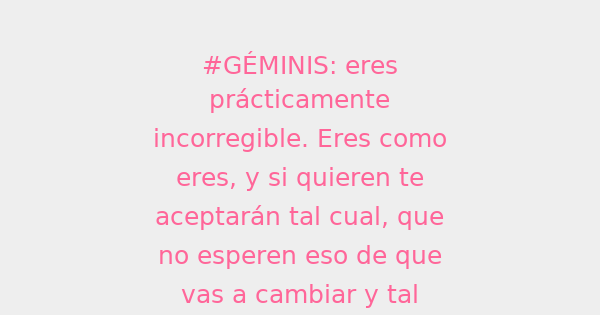 #GÉMINIS: eres
prácticamente
incorregible. Eres como
eres, y si quieren te
aceptarán tal cual, que
no esperen eso de que
vas a cambiar y tal